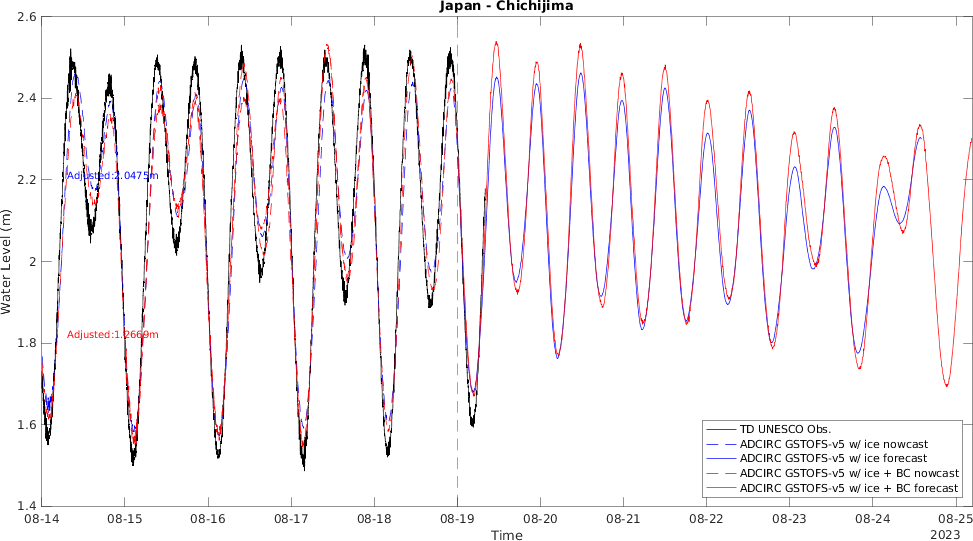 Japan - Chichijima
Water Level (m)
2.6
2.4
2.2
2
1.8
1.6
1.4
Adjusted:2.0475m
Adjusted:1.2669m
TD UNESCO Obs.
ADCIRC GSTOFS-v5 w/ ice nowcast
ADCIRC GSTOFS-v5 w/ ice forecast
ADCIRC GSTOFS-v5 w/ ice + BC nowcast
ADCIRC GSTOFS-v5 w/ ice + BC forecast
08-14 08-15 08-16 08-17 08-18 08-19 08-20 08-21 08-22 08-23 08-24 08-25
Time
2023